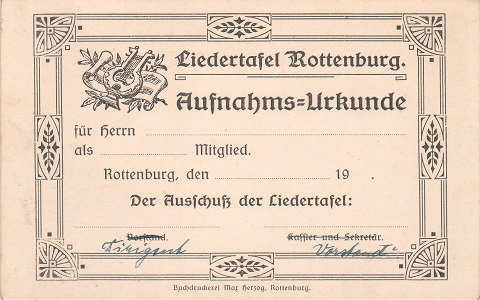 Liedertafel Rottenburg.
Aufnahms=Urkunde
für Herrn
als Mitglied.
Rottenburg, den 19 .
Der Ausschuß der Liedertafel:
Vorstand. Kassier und Sekretär.
Dirigent Vorstand
Buchdruckerei Max Herzog, Rottenburg.